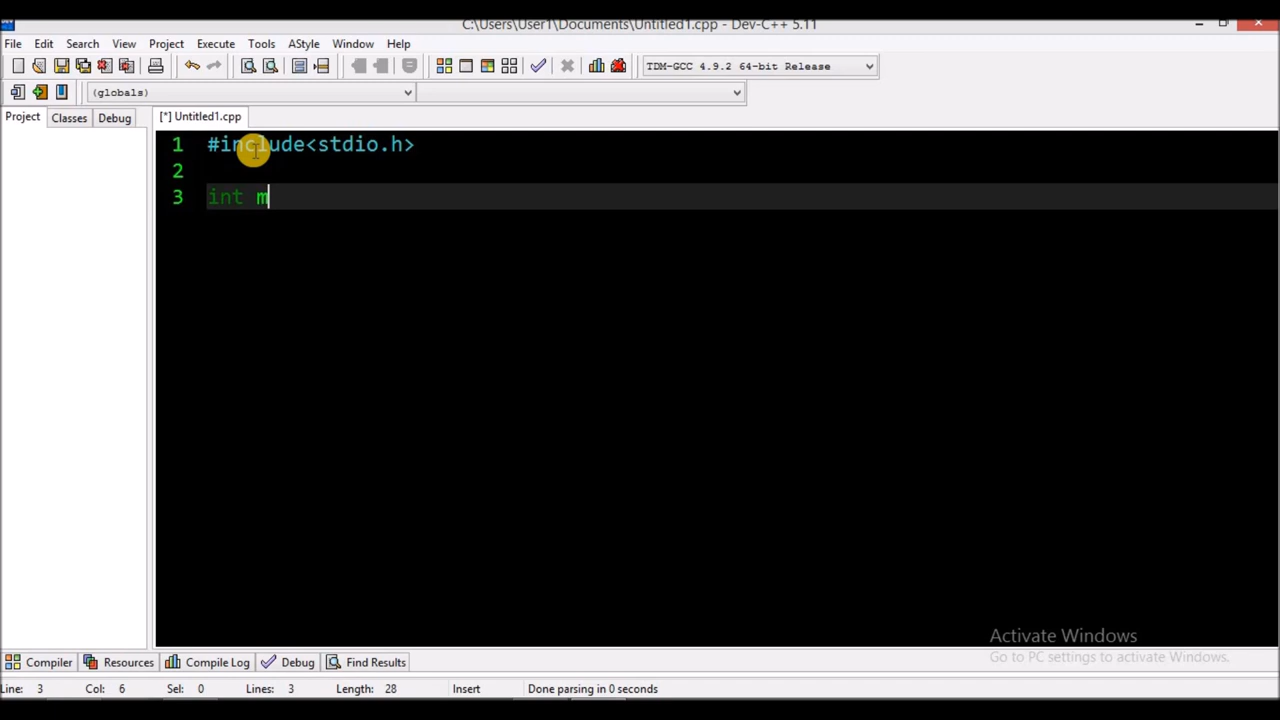 C:\Users\User1\Documents\Untitled1.cpp - Dev-C++ 5.11
File Edit Search View Project Execute Tools AStyle Window Help
TDM-GCC 4.9.2 64-bit Release
(globals)
Project Classes Debug [*] Untitled1.cpp
1 #include<stdio.h>
2
3 int m
Activate Windows
Go to PC settings to activate Windows.
Compiler Resources Compile Log Debug Find Results
Line: 3 Col: 6 Sel: 0 Lines: 3 Length: 28 Insert Done parsing in 0 seconds